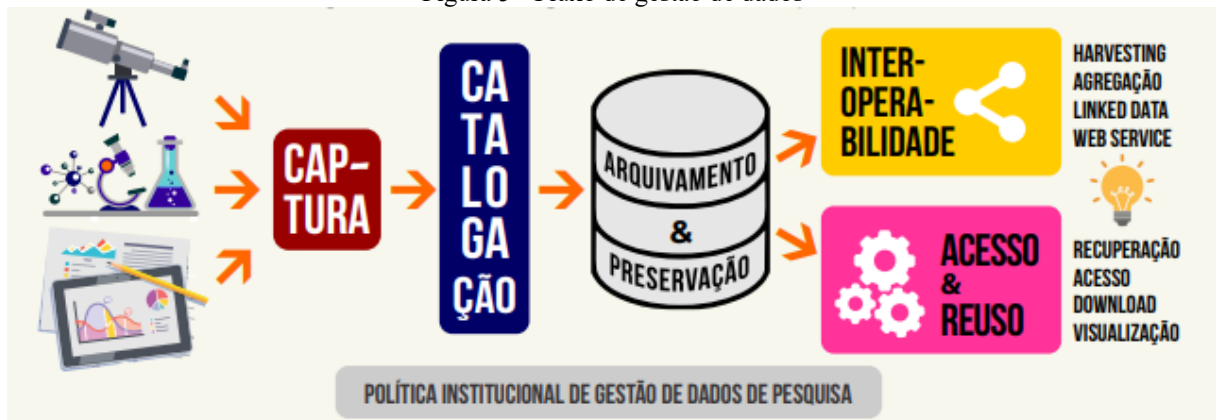 CAP-
TURA
CA
TA
LO
GA
ÇÃO
ARQUIVAMENTO
&
PRESERVAÇÃO
INTER-
OPERA-
BILIDADE
HARVESTING
AGREGAÇÃO
LINKED DATA
WEB SERVICE
ACESSO
&
REUSO
RECUPERAÇÃO
ACESSO
DOWNLOAD
VISUALIZAÇÃO
POLÍTICA INSTITUCIONAL DE GESTÃO DE DADOS DE PESQUISA